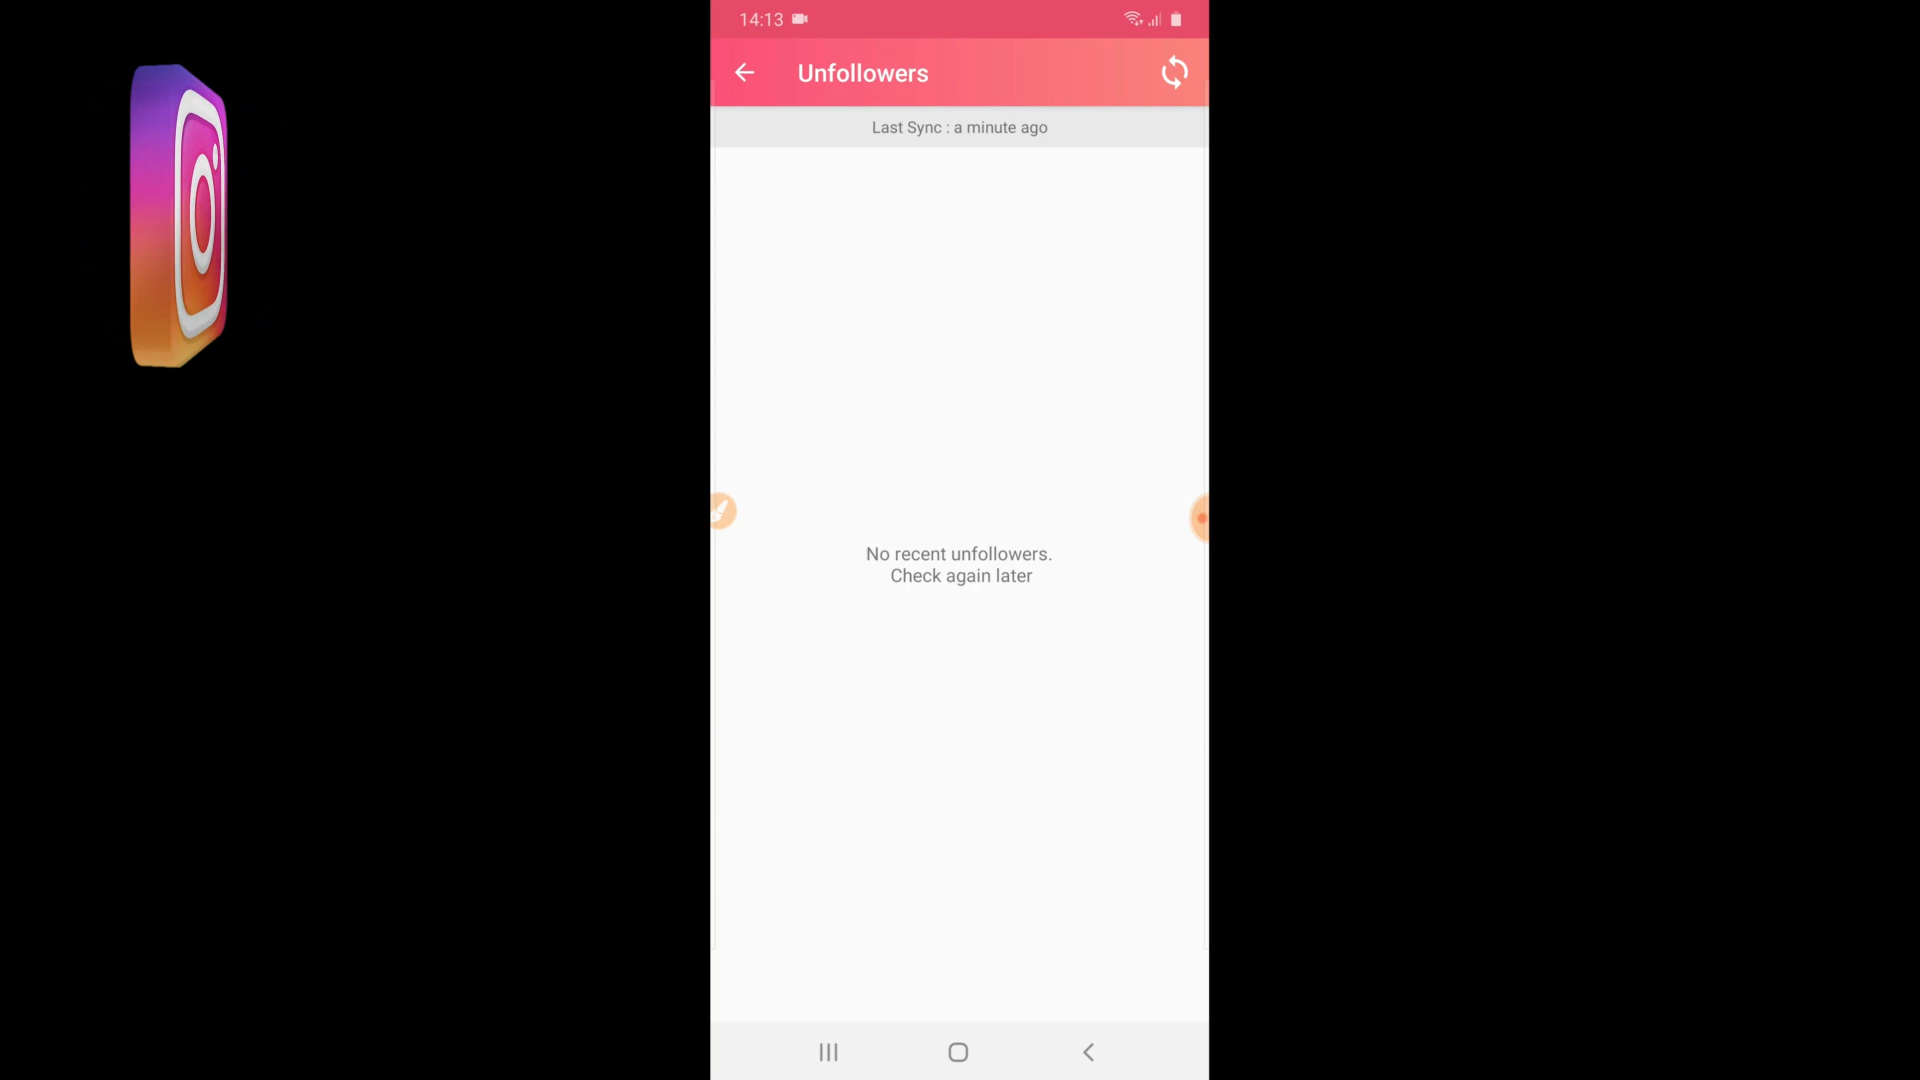 14:13
Unfollowers
Last Sync : a minute ago
No recent unfollowers.
Check again later